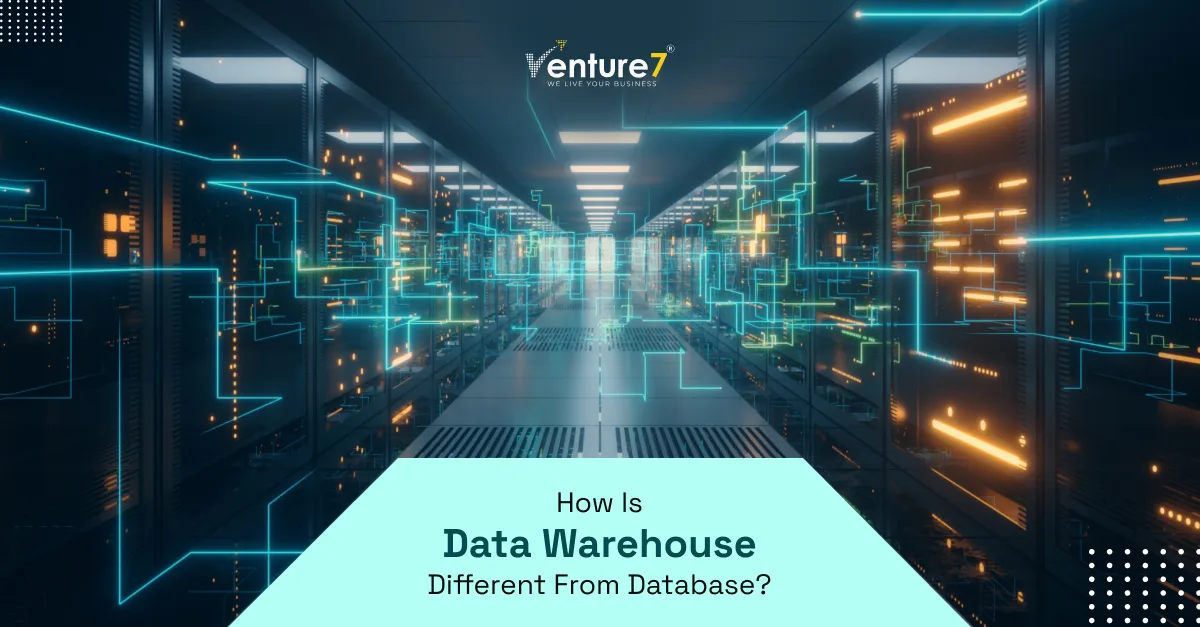 Venture7®
WE LIVE YOUR BUSINESS
How Is
Data Warehouse
Different From Database?